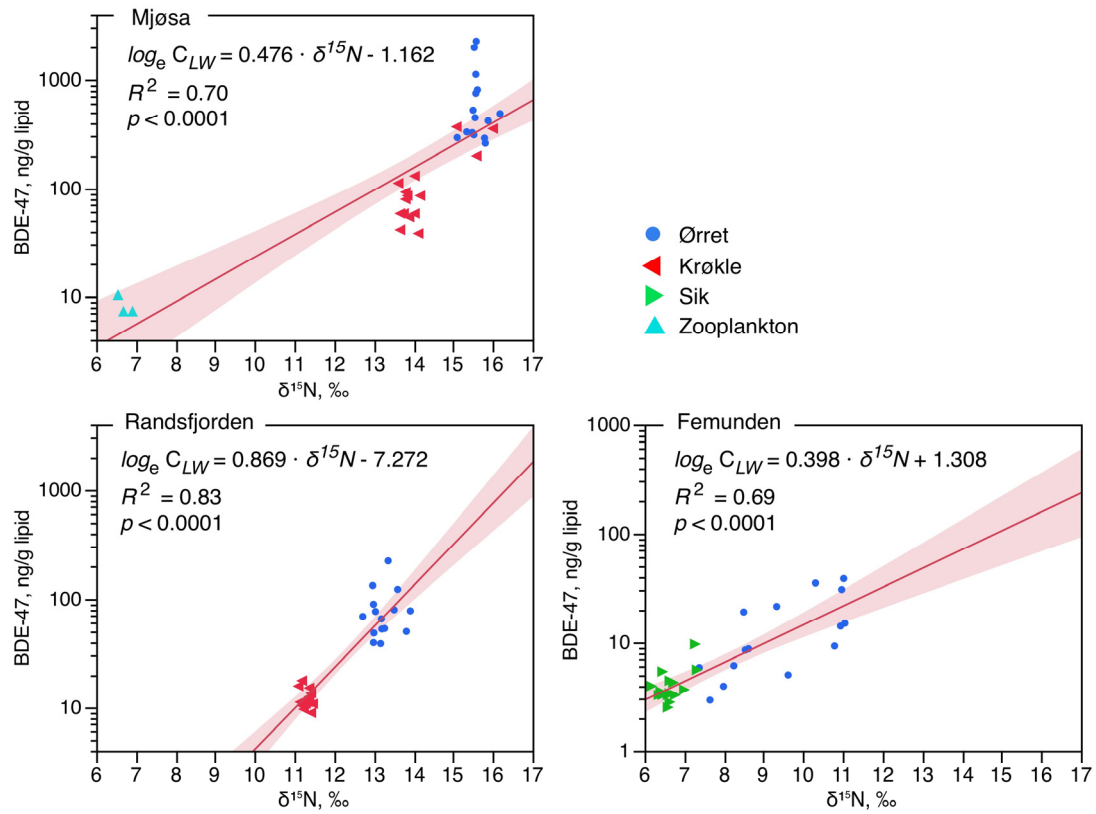 Mjøsa
logₑ C_LW = 0.476 · δ¹⁵N - 1.162
R² = 0.70
p < 0.0001
1000
100
10
BDE-47, ng/g lipid
6 7 8 9 10 11 12 13 14 15 16 17
δ¹⁵N, ‰
Ørret
Krøkle
Sik
Zooplankton
Randsfjorden
logₑ C_LW = 0.869 · δ¹⁵N - 7.272
R² = 0.83
p < 0.0001
1000
100
10
BDE-47, ng/g lipid
6 7 8 9 10 11 12 13 14 15 16 17
δ¹⁵N, ‰
Femunden
logₑ C_LW = 0.398 · δ¹⁵N + 1.308
R² = 0.69
p < 0.0001
1000
100
10
1
BDE-47, ng/g lipid
6 7 8 9 10 11 12 13 14 15 16 17
δ¹⁵N, ‰